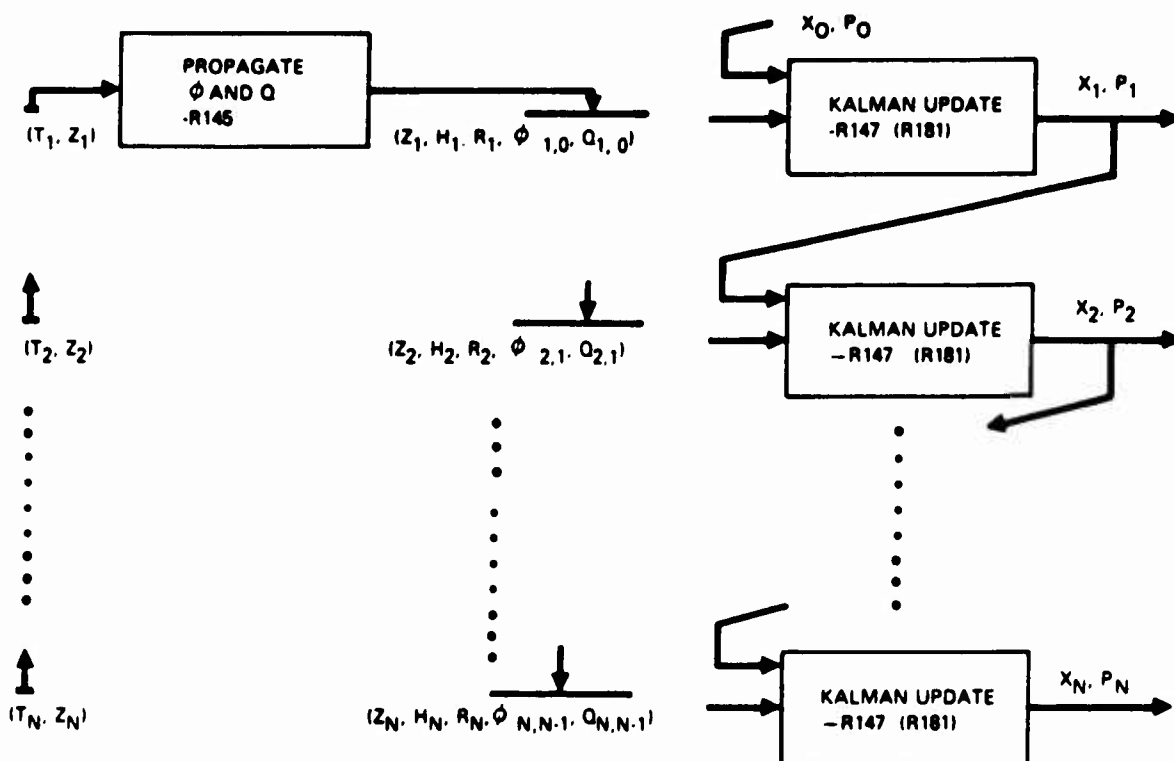 X0, P0
PROPAGATE
ϕ AND Q
-R145
KALMAN UPDATE
-R147 (R181)
X1, P1
(T1, Z1)
(Z1, H1. R1, ϕ 1,0, Q1, 0)
KALMAN UPDATE
—R147 (R181)
X2, P2
(T2, Z2)
(Z2, H2, R2, ϕ 2,1, Q2,1)
KALMAN UPDATE
—R147 (R181)
XN, PN
(TN, ZN)
(ZN, HN, RN, ϕ N,N-1, QN,N-1)